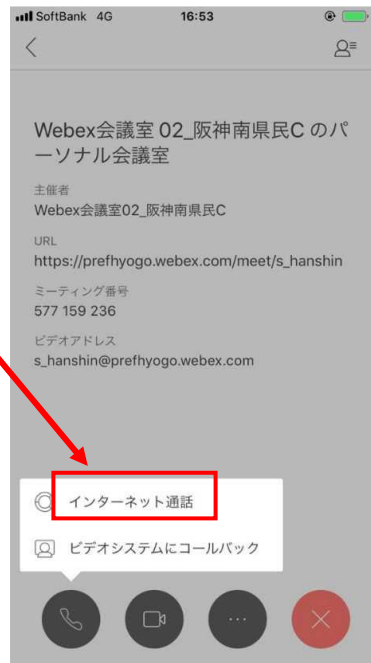 SoftBank 4G 16:53
Webex会議室 02_阪神南県民C のパ
ーソナル会議室
主催者
Webex会議室02_阪神南県民C
URL
https://prefhyogo.webex.com/meet/s_hanshin
ミーティング番号
577 159 236
ビデオアドレス
s_hanshin@prefhyogo.webex.com
インターネット通話
ビデオシステムにコールバック